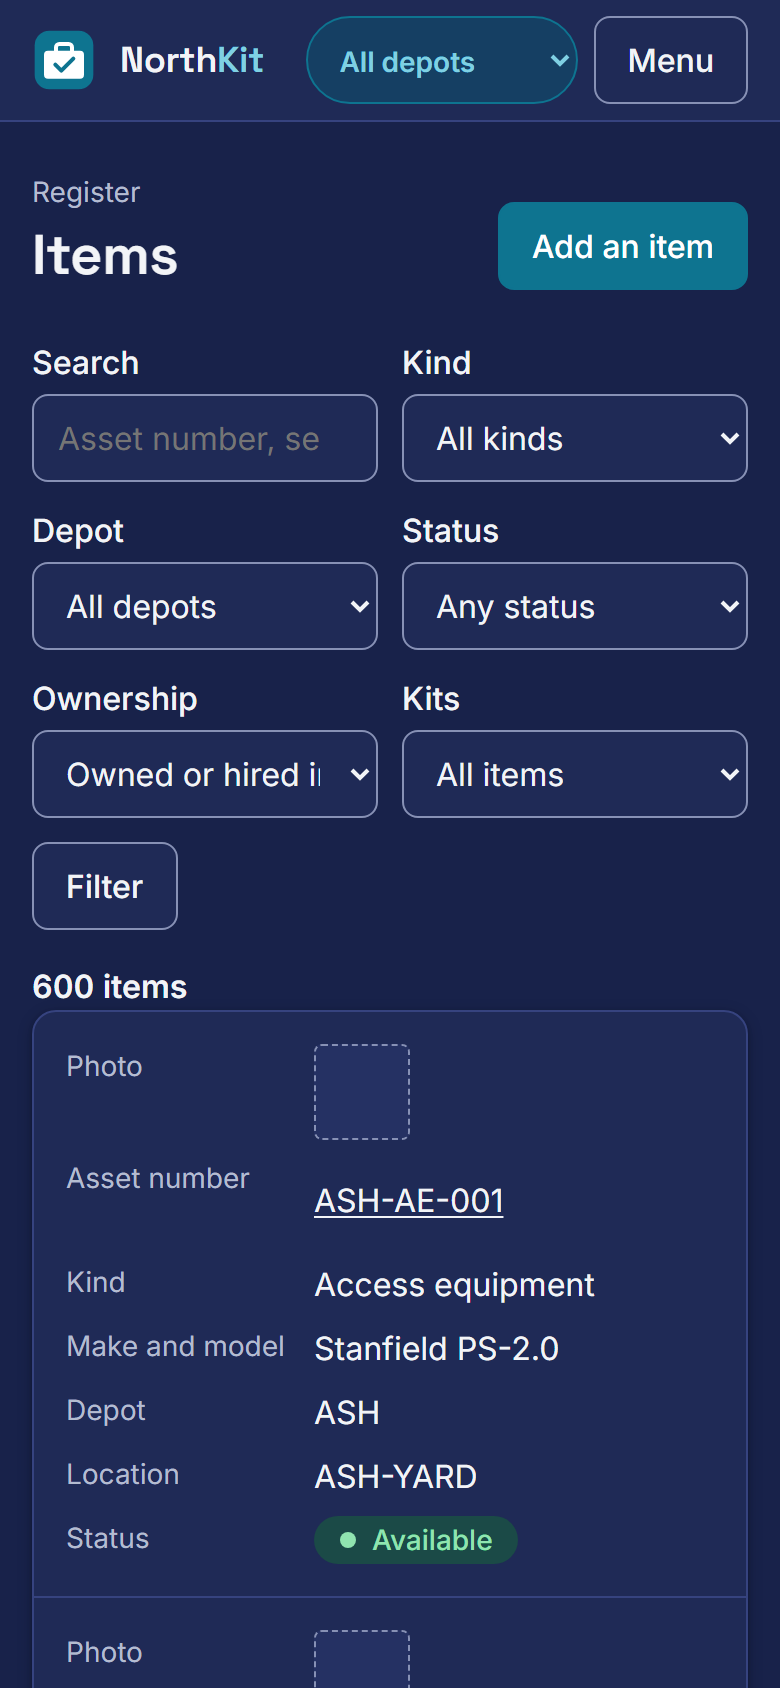 NorthKit
All depots
Menu
Register
Items
Add an item
Search
Kind
Asset number, se
All kinds
Depot
Status
All depots
Any status
Ownership
Kits
Owned or hired i
All items
Filter
600 items
Photo
Asset number
ASH-AE-001
Kind
Access equipment
Make and model
Stanfield PS-2.0
Depot
ASH
Location
ASH-YARD
Status
Available
Photo